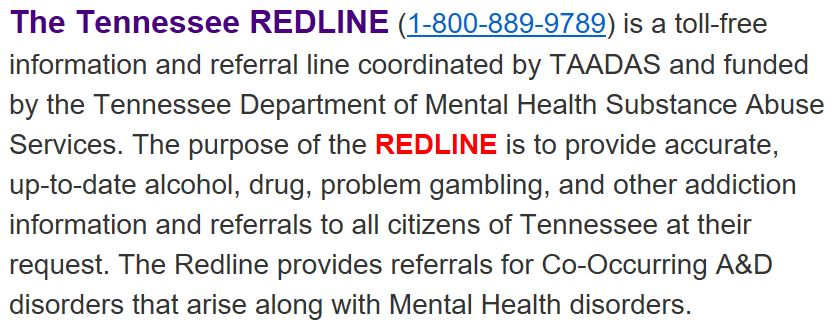 The Tennessee REDLINE (1-800-889-9789) is a toll-free
information and referral line coordinated by TAADAS and funded
by the Tennessee Department of Mental Health Substance Abuse
Services. The purpose of the REDLINE is to provide accurate,
up-to-date alcohol, drug, problem gambling, and other addiction
information and referrals to all citizens of Tennessee at their
request. The Redline provides referrals for Co-Occurring A&D
disorders that arise along with Mental Health disorders.